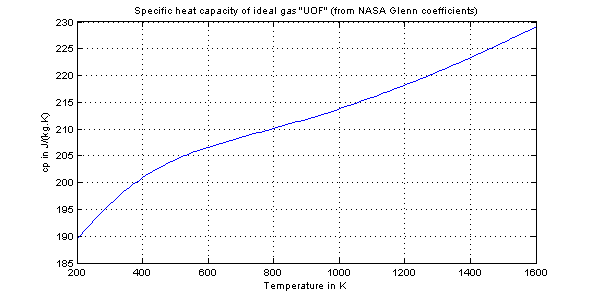 Specific heat capacity of ideal gas "UOF" (from NASA Glenn coefficients)
230
225
220
215
210
205
200
195
190
185
cp in J/(kg.K)
200 400 600 800 1000 1200 1400 1600
Temperature in K